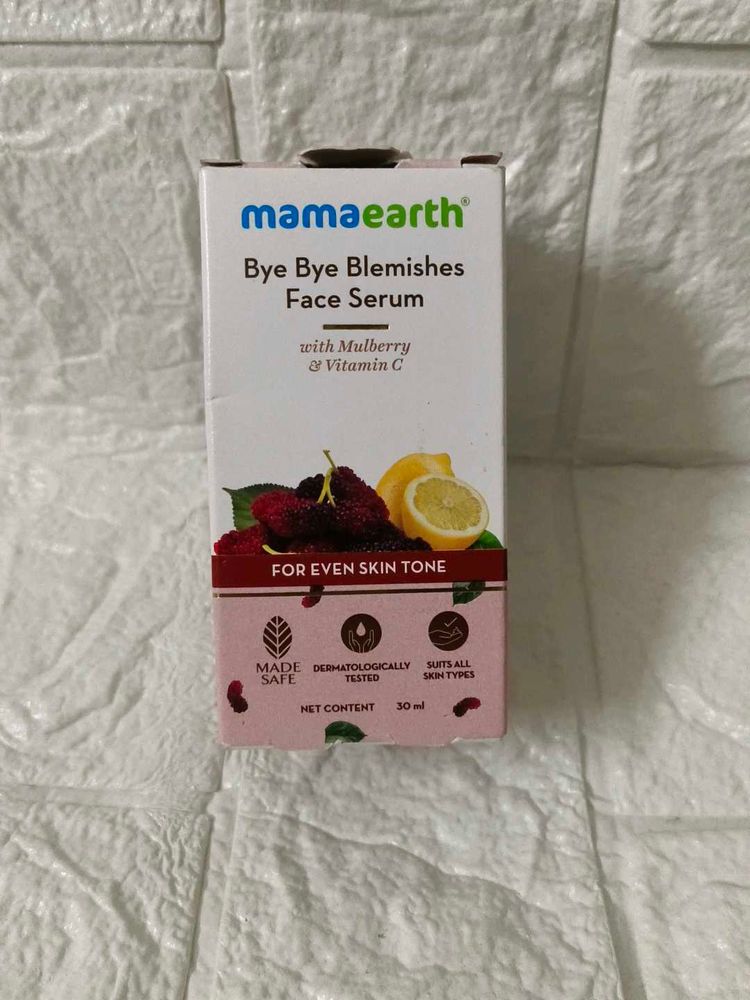 mamaearth®
Bye Bye Blemishes
Face Serum
with Mulberry
& Vitamin C
FOR EVEN SKIN TONE
MADE
SAFE
DERMATOLOGICALLY
TESTED
SUITS ALL
SKIN TYPES
NET CONTENT 30 ml